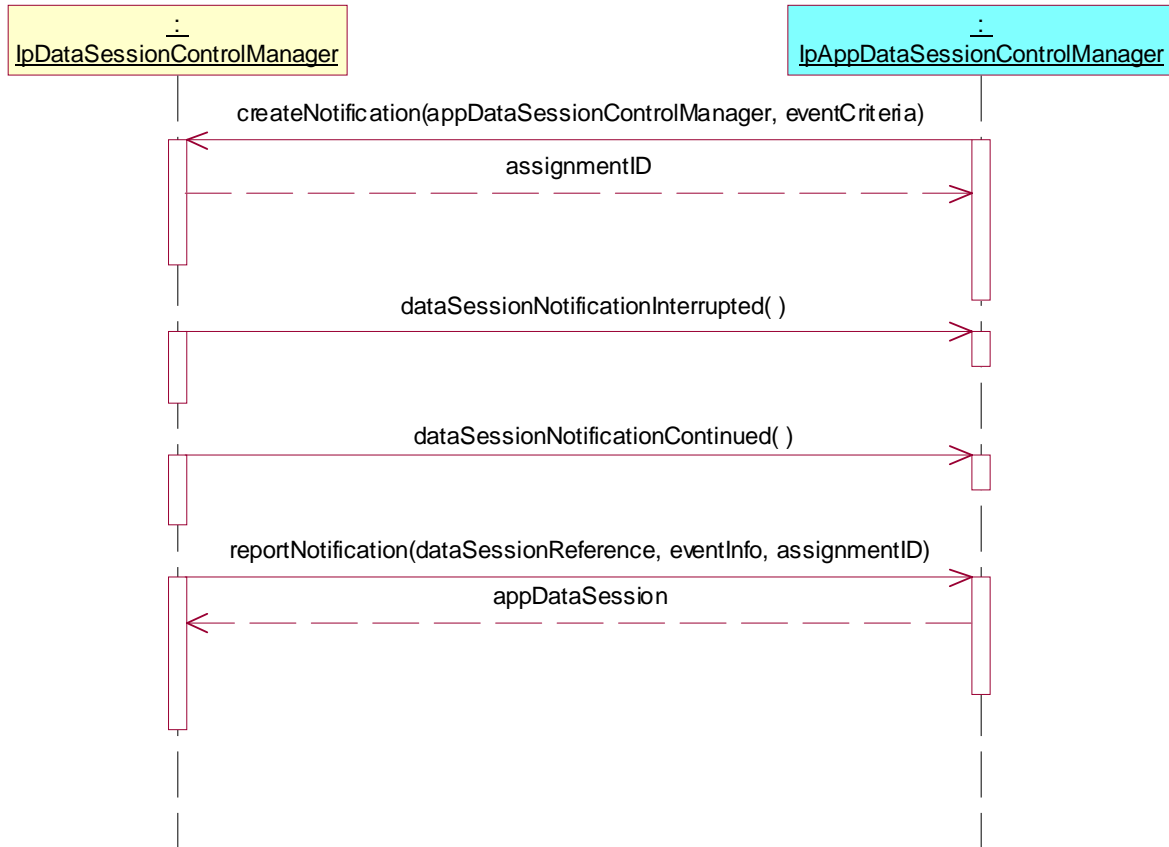 :
IpDataSessionControlManager
:
IpAppDataSessionControlManager
createNotification(appDataSessionControlManager, eventCriteria)
assignmentID
dataSessionNotificationInterrupted( )
dataSessionNotificationContinued( )
reportNotification(dataSessionReference, eventInfo, assignmentID)
appDataSession